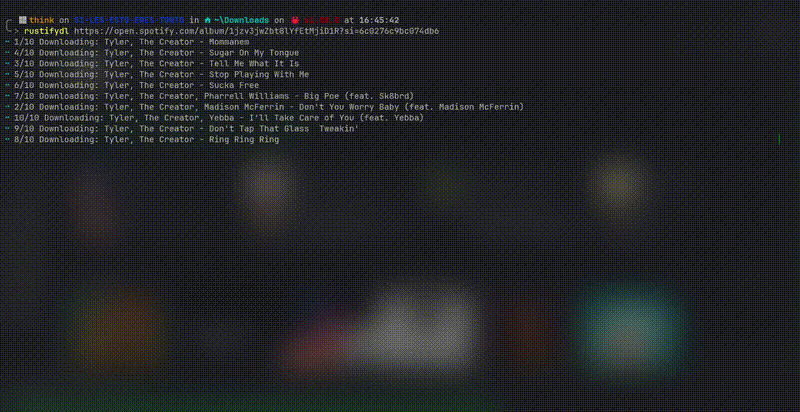 think on SI-LES-ESTO-ERES-TONTO in ~\Downloads on at 16:45:42
> rustifydl https://open.spotify.com/album/1jzv3jwZbt8lYfEtMjiD1R?si=6c0276c9bc074db6
1/10 Downloading: Tyler, The Creator - Mommanem
4/10 Downloading: Tyler, The Creator - Sugar On My Tongue
3/10 Downloading: Tyler, The Creator - Tell Me What It Is
5/10 Downloading: Tyler, The Creator - Stop Playing With Me
6/10 Downloading: Tyler, The Creator - Sucka Free
7/10 Downloading: Tyler, The Creator, Pharrell Williams - Big Poe (feat. Sk8brd)
2/10 Downloading: Tyler, The Creator, Madison McFerrin - Don't You Worry Baby (feat. Madison McFerrin)
10/10 Downloading: Tyler, The Creator, Yebba - I'll Take Care of You (feat. Yebba)
9/10 Downloading: Tyler, The Creator - Don't Tap That Glass  Tweakin'
8/10 Downloading: Tyler, The Creator - Ring Ring Ring